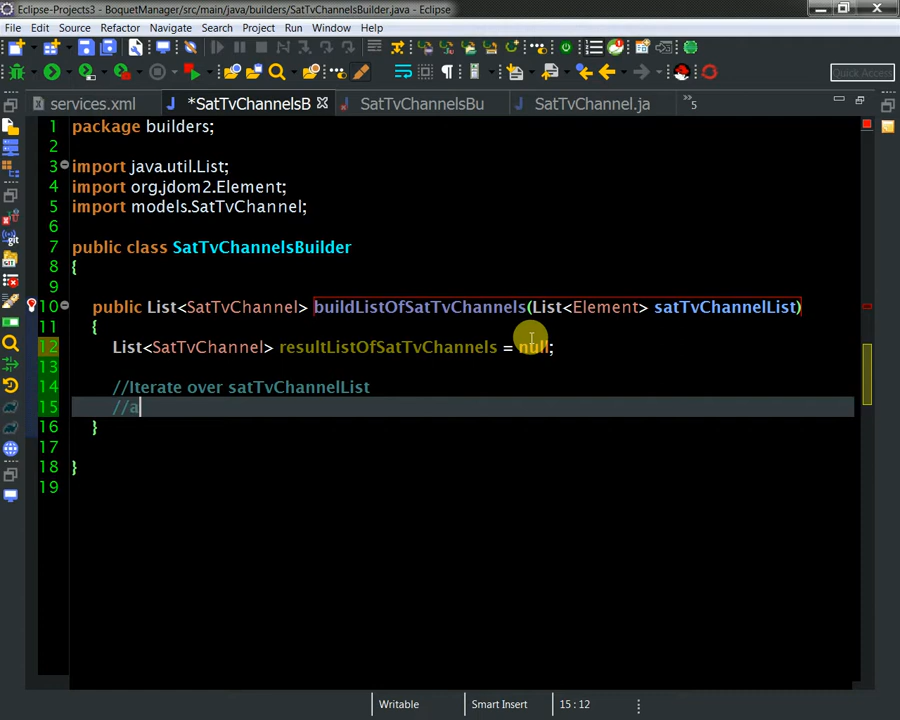 Eclipse-Projects3 - BoquetManager/src/main/java/builders/SatTvChannelsBuilder.java - Eclipse
File Edit Source Refactor Navigate Search Project Run Window Help
Quick Access
services.xml *SatTvChannelsB SatTvChannelsBu SatTvChannel.ja »5
1 package builders;
2
3 import java.util.List;
4 import org.jdom2.Element;
5 import models.SatTvChannel;
6
7 public class SatTvChannelsBuilder
8 {
9
10 public List<SatTvChannel> buildListOfSatTvChannels(List<Element> satTvChannelList)
11 {
12 List<SatTvChannel> resultListOfSatTvChannels = null;
13
14 //Iterate over satTvChannelList
15 //a
16 }
17
18 }
19
Writable Smart Insert 15 : 12